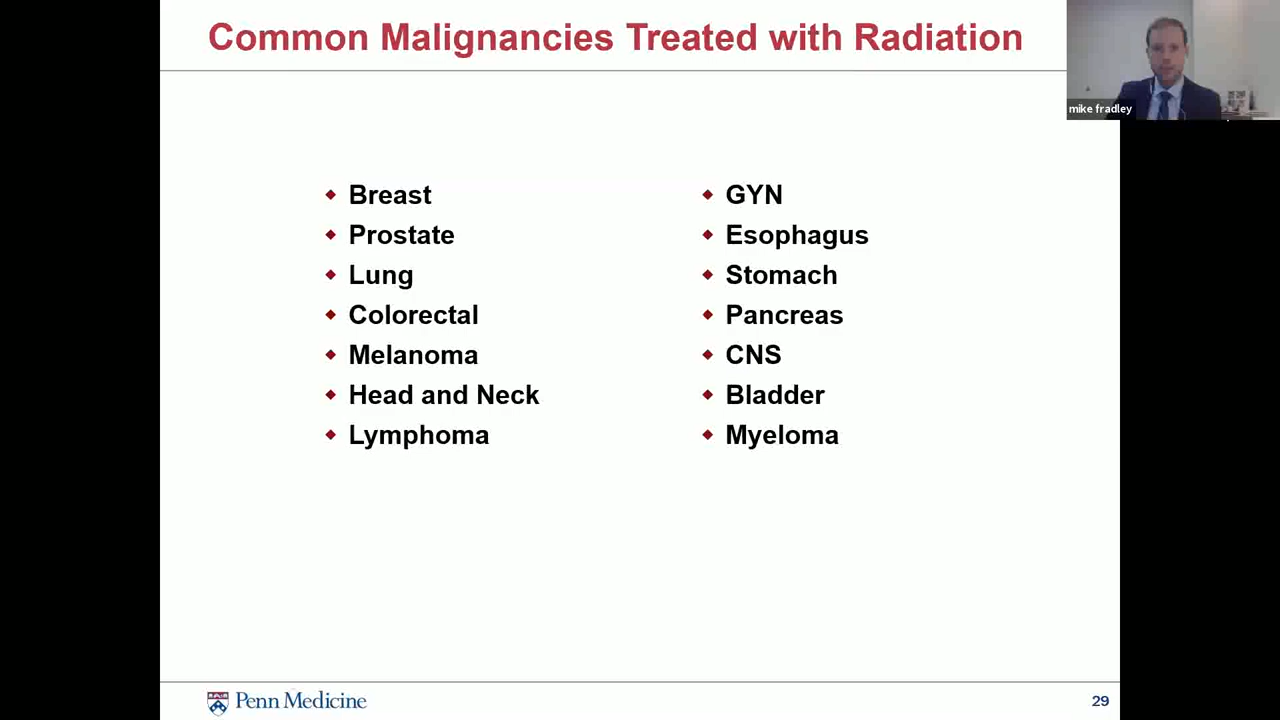 Common Malignancies Treated with Radiation
mike fradley
Breast
Prostate
Lung
Colorectal
Melanoma
Head and Neck
Lymphoma
GYN
Esophagus
Stomach
Pancreas
CNS
Bladder
Myeloma
Penn Medicine
29